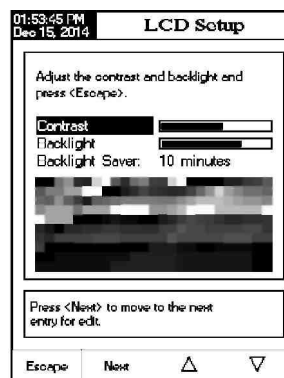 01:53:45 PM
Dec 15, 2014
LCD Setup
Adjust the contrast and backlight and
press <Escape>.
Contrast
Backlight
Backlight Saver: 10 minutes
Press <Next> to move to the next
entry for edit.
Escape Next △ ▽